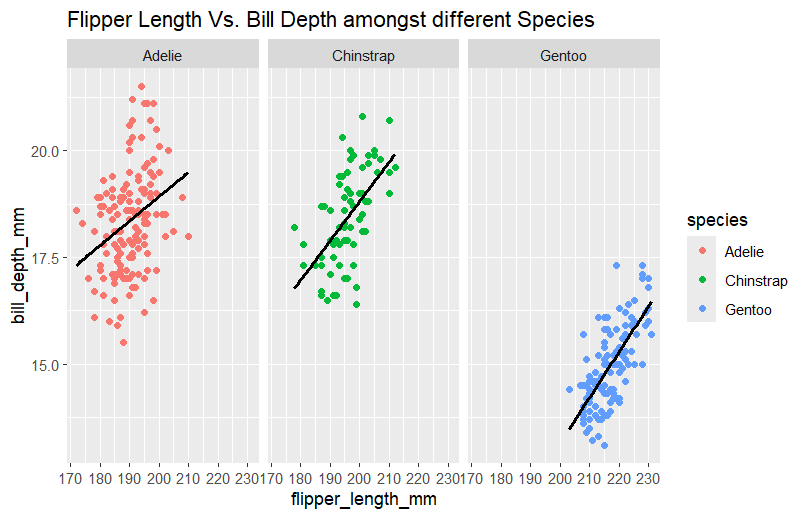 Flipper Length Vs. Bill Depth amongst different Species
Adelie Chinstrap Gentoo
20.0
17.5
15.0
bill_depth_mm
170 180 190 200 210 220 230 170 180 190 200 210 220 230 170 180 190 200 210 220 230
flipper_length_mm
species
Adelie
Chinstrap
Gentoo